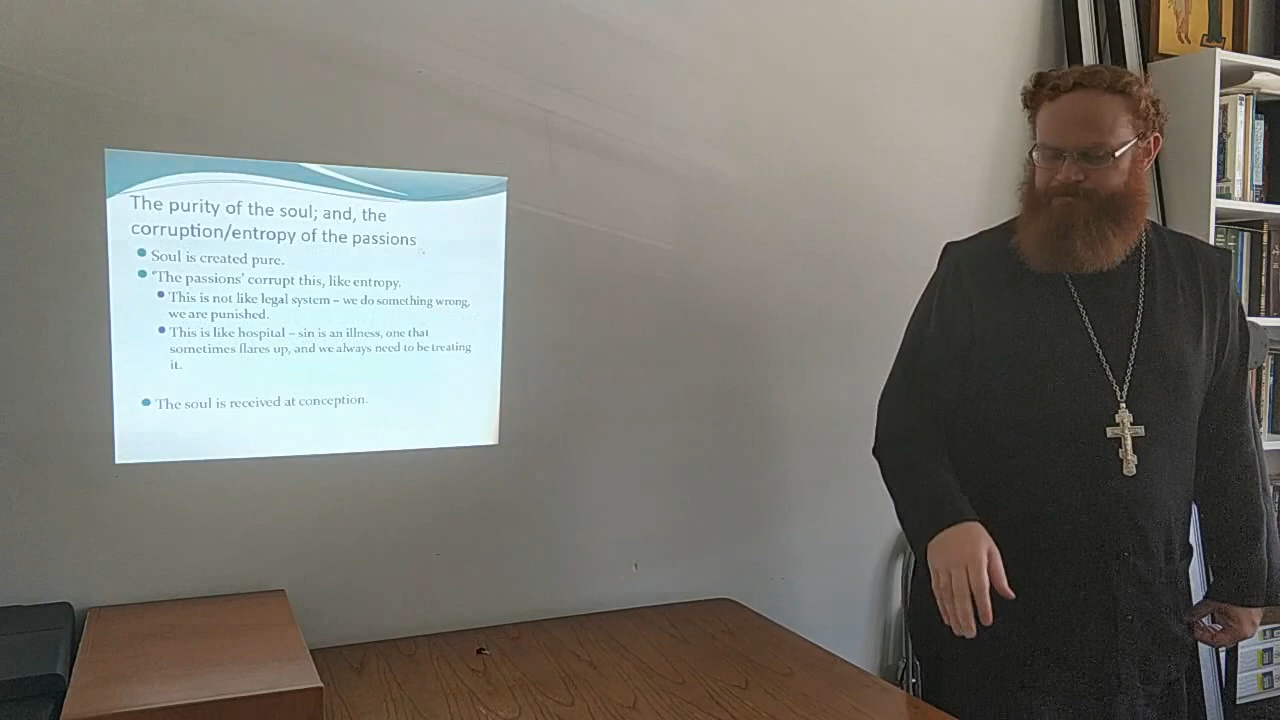 The purity of the soul; and, the
corruption/entropy of the passions
Soul is created pure.
'The passions' corrupt this, like entropy.
This is not like legal system – we do something wrong,
we are punished.
This is like hospital – sin is an illness, one that
sometimes flares up, and we always need to be treating
it.
The soul is received at conception.